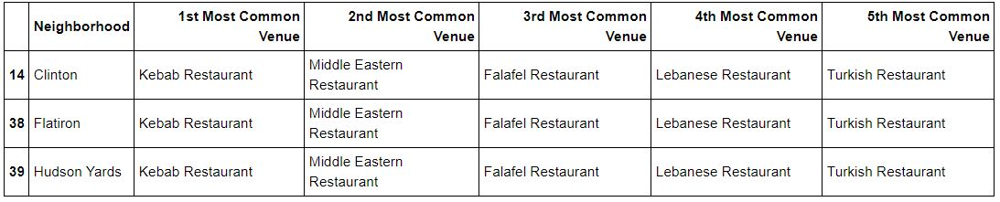 Neighborhood 1st Most Common Venue 2nd Most Common Venue 3rd Most Common Venue 4th Most Common Venue 5th Most Common Venue
14 Clinton Kebab Restaurant Middle Eastern Restaurant Falafel Restaurant Lebanese Restaurant Turkish Restaurant
38 Flatiron Kebab Restaurant Middle Eastern Restaurant Falafel Restaurant Lebanese Restaurant Turkish Restaurant
39 Hudson Yards Kebab Restaurant Middle Eastern Restaurant Falafel Restaurant Lebanese Restaurant Turkish Restaurant